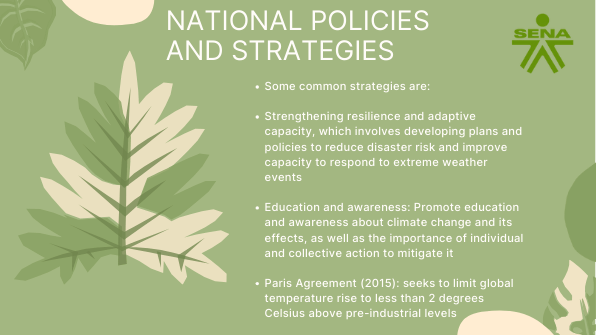 NATIONAL POLICIES
AND STRATEGIES
SENA
• Some common strategies are:
• Strengthening resilience and adaptive
capacity, which involves developing plans and
policies to reduce disaster risk and improve
capacity to respond to extreme weather
events
• Education and awareness: Promote education
and awareness about climate change and its
effects, as well as the importance of individual
and collective action to mitigate it
• Paris Agreement (2015): seeks to limit global
temperature rise to less than 2 degrees
Celsius above pre-industrial levels